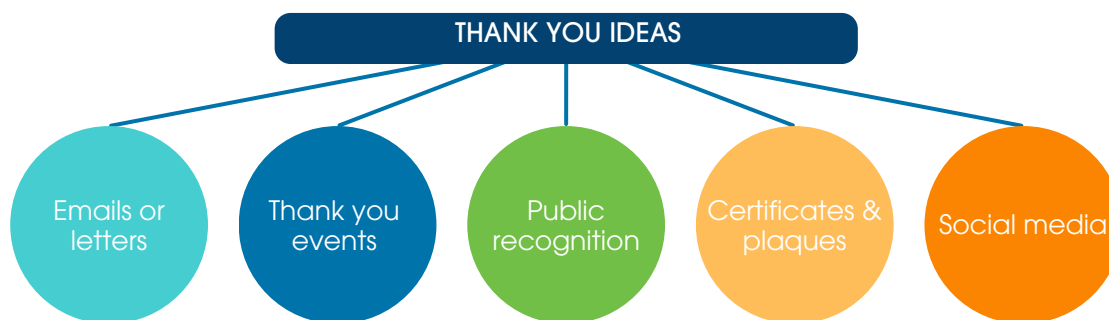 THANK YOU IDEAS
Emails or
letters
Thank you
events
Public
recognition
Certificates &
plaques
Social media